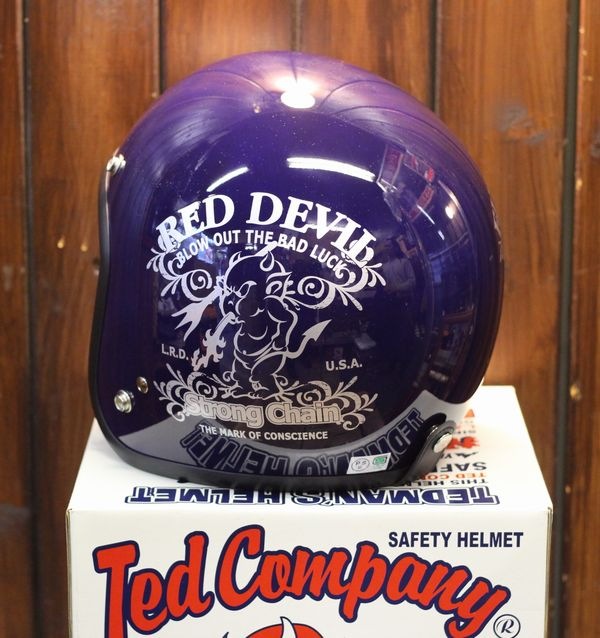 RED DEVIL
BLOW OUT THE BAD LUCK
L.R.D.
U.S.A.
Strong Chain
THE MARK OF CONSCIENCE
TEDMAN'S HELMET
SAFETY HELMET
Ted Company
®